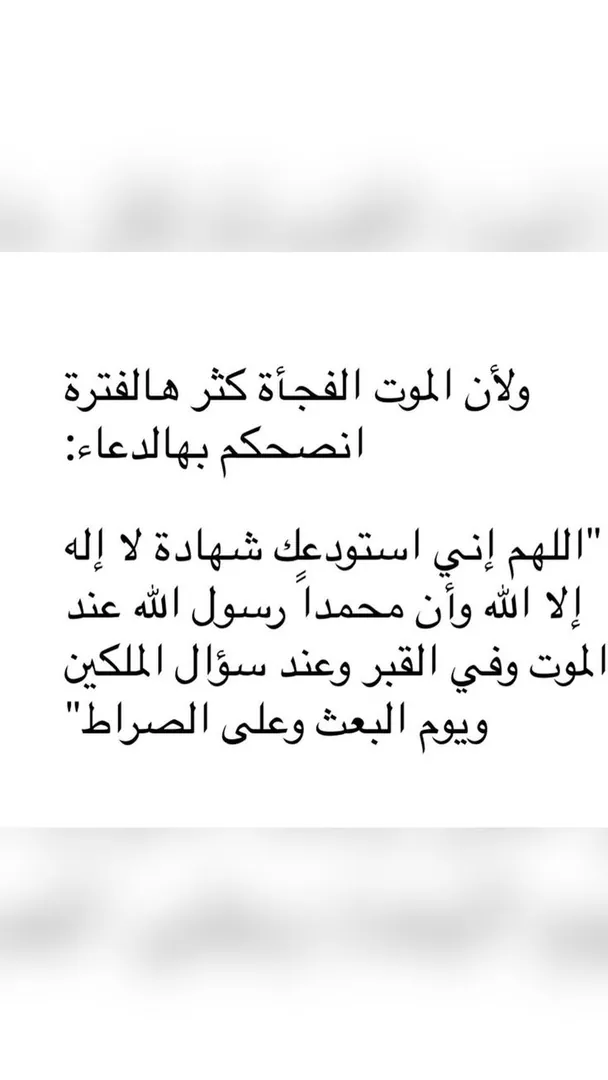 ولأن الموت الفجأة كثر هالفترة
انصحكم بهالدعاء:
"اللهم إني استودعك شهادة لا إله
إلا الله وأن محمداً رسول الله عند
الموت وفي القبر وعند سؤال الملكين
ويوم البعث وعلى الصراط"